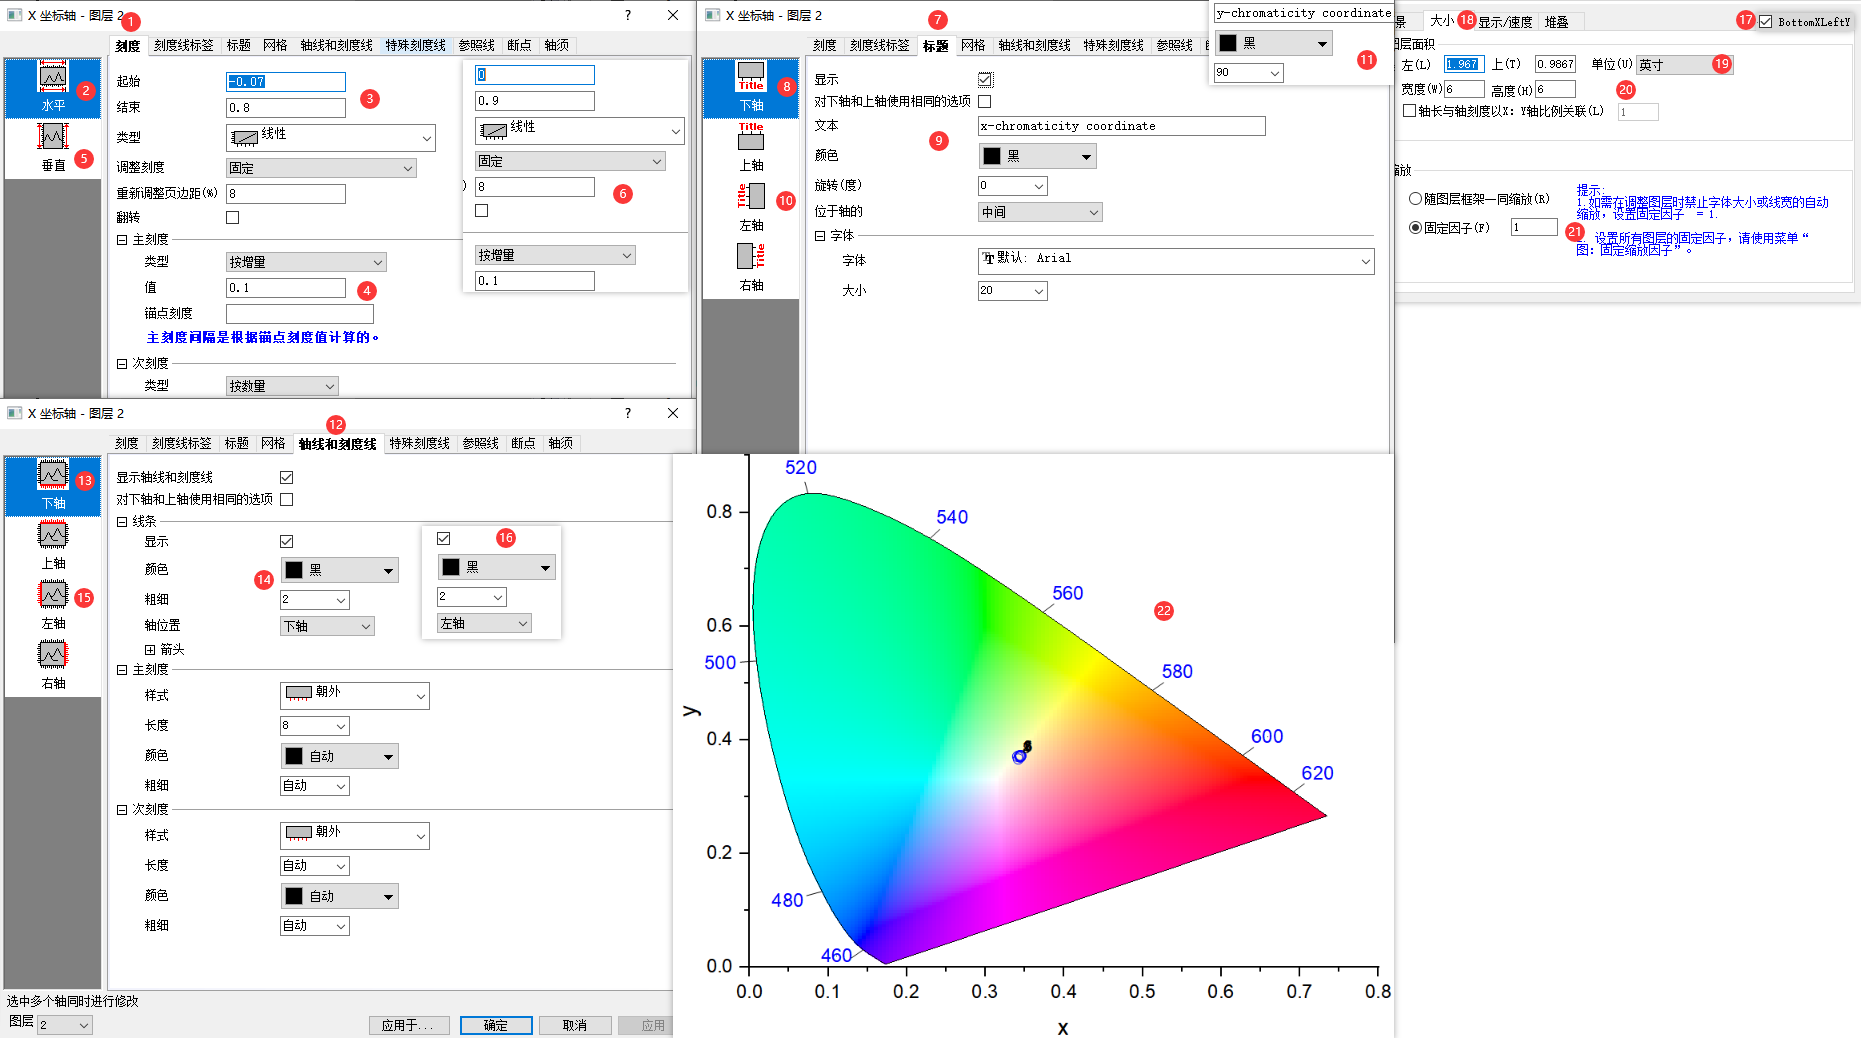 X 坐标轴 - 图层 2
1
?
刻度 刻度线标签 标题 网格 轴线和刻度线 特殊刻度线 参照线 断点 轴须
水平
2
垂直
5
起始 -0.07
结束 0.8
3
类型 线性
调整刻度 固定
重新调整页边距(%) 8
翻转
主刻度
类型 按增量
值 0.1
4
锚点刻度
主刻度间隔是根据锚点刻度值计算的。
次刻度
类型 按数量
0
0.9
线性
固定
) 8
6
按增量
0.1
X 坐标轴 - 图层 2
7
刻度 刻度线标签 标题 网格 轴线和刻度线 特殊刻度线 参照线
Title
下轴
8
Title
上轴
Title
左轴
10
Title
右轴
显示
对下轴和上轴使用相同的选项
文本 x-chromaticity coordinate
9
颜色 黑
旋转(度) 0
位于轴的 中间
字体
字体 默认: Arial
大小 20
y-chromaticity coordinate
黑
11
90
景 大小 18 显示/速度 堆叠
17 BottomXLeftY
图层面积
左(L) 1.967 上(T) 0.9867 单位(U) 英寸 19
宽度(W) 6 高度(H) 6 20
轴长与轴刻度以X: Y轴比例关联(L) 1
缩放
随图层框架一同缩放(R)
固定因子(F) 1
21
提示:
1.如需在调整图层时禁止字体大小或线宽的自动
缩放, 设置固定因子 = 1.
设置所有图层的固定因子,请使用菜单“
图: 固定缩放因子”。
X 坐标轴 - 图层 2
?
12
刻度 刻度线标签 标题 网格 轴线和刻度线 特殊刻度线 参照线 断点 轴须
下轴
13
上轴
左轴
15
右轴
显示轴线和刻度线
对下轴和上轴使用相同的选项
线条
显示
颜色 黑
14
粗细 2
轴位置 下轴
箭头
主刻度
样式 朝外
长度 8
颜色 自动
粗细 自动
次刻度
样式 朝外
长度 自动
颜色 自动
粗细 自动
16
黑
2
左轴
选中多个轴同时进行修改
图层 2
应用于... 确定 取消 应用
520
540
560
580
600
620
500
480
460
22
0.8
0.6
0.4
0.2
0.0
y
0.0 0.1 0.2 0.3 0.4 0.5 0.6 0.7 0.8
x